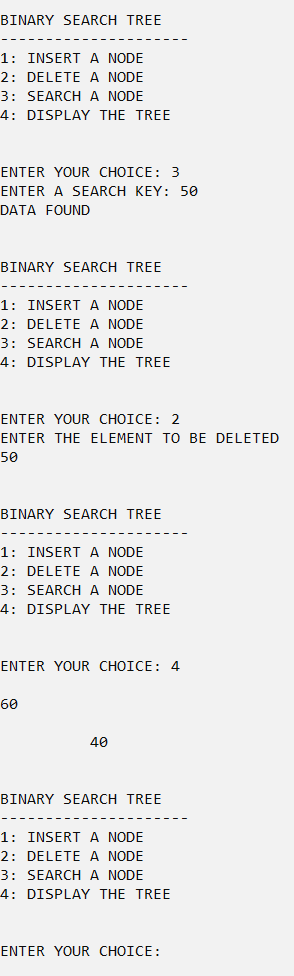 BINARY SEARCH TREE
---------------------
1: INSERT A NODE
2: DELETE A NODE
3: SEARCH A NODE
4: DISPLAY THE TREE
ENTER YOUR CHOICE: 3
ENTER A SEARCH KEY: 50
DATA FOUND
BINARY SEARCH TREE
---------------------
1: INSERT A NODE
2: DELETE A NODE
3: SEARCH A NODE
4: DISPLAY THE TREE
ENTER YOUR CHOICE: 2
ENTER THE ELEMENT TO BE DELETED
50
BINARY SEARCH TREE
---------------------
1: INSERT A NODE
2: DELETE A NODE
3: SEARCH A NODE
4: DISPLAY THE TREE
ENTER YOUR CHOICE: 4
60
40
BINARY SEARCH TREE
---------------------
1: INSERT A NODE
2: DELETE A NODE
3: SEARCH A NODE
4: DISPLAY THE TREE
ENTER YOUR CHOICE: